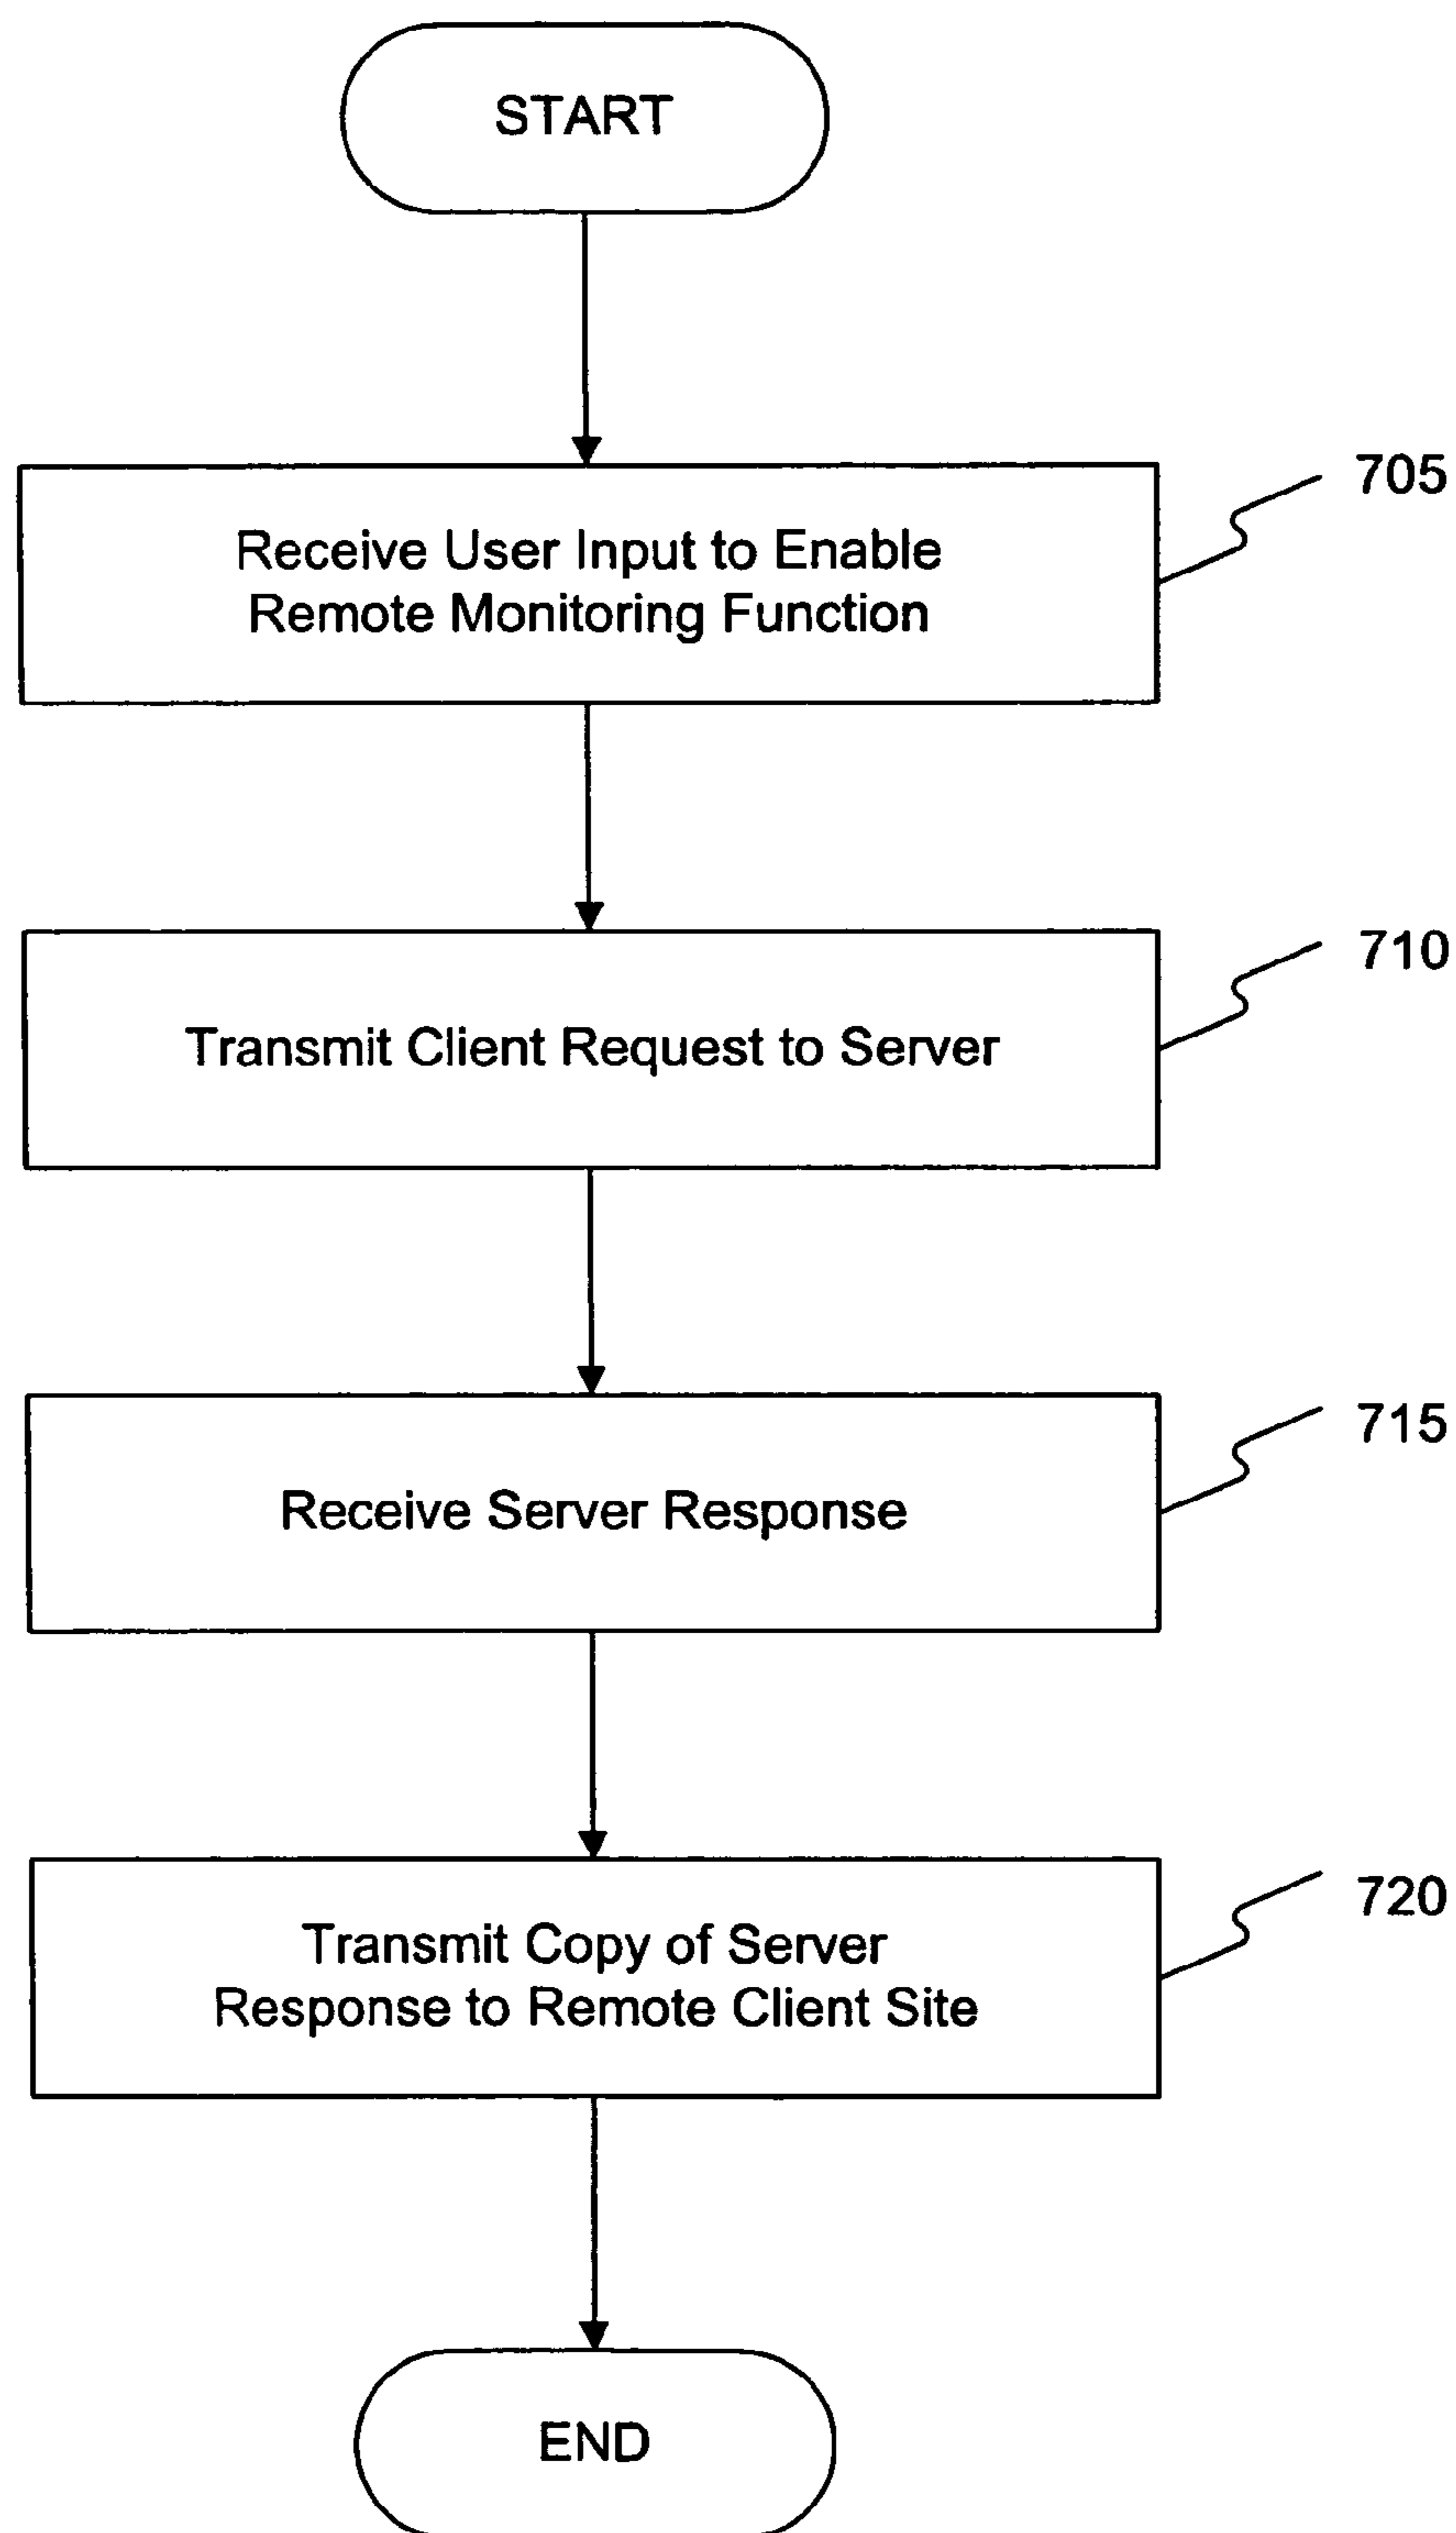 START
705
Receive User Input to Enable
Remote Monitoring Function
710
Transmit Client Request to Server
715
Receive Server Response
720
Transmit Copy of Server
Response to Remote Client Site
END